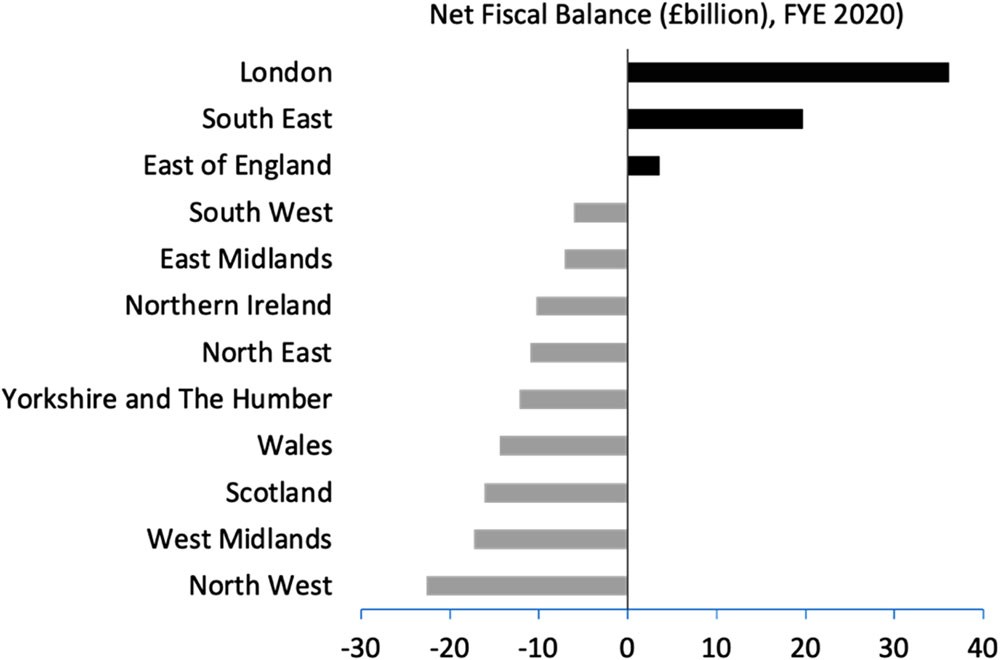 Net Fiscal Balance (£billion), FYE 2020)
London
South East
East of England
South West
East Midlands
Northern Ireland
North East
Yorkshire and The Humber
Wales
Scotland
West Midlands
North West
-30 -20 -10 0 10 20 30 40